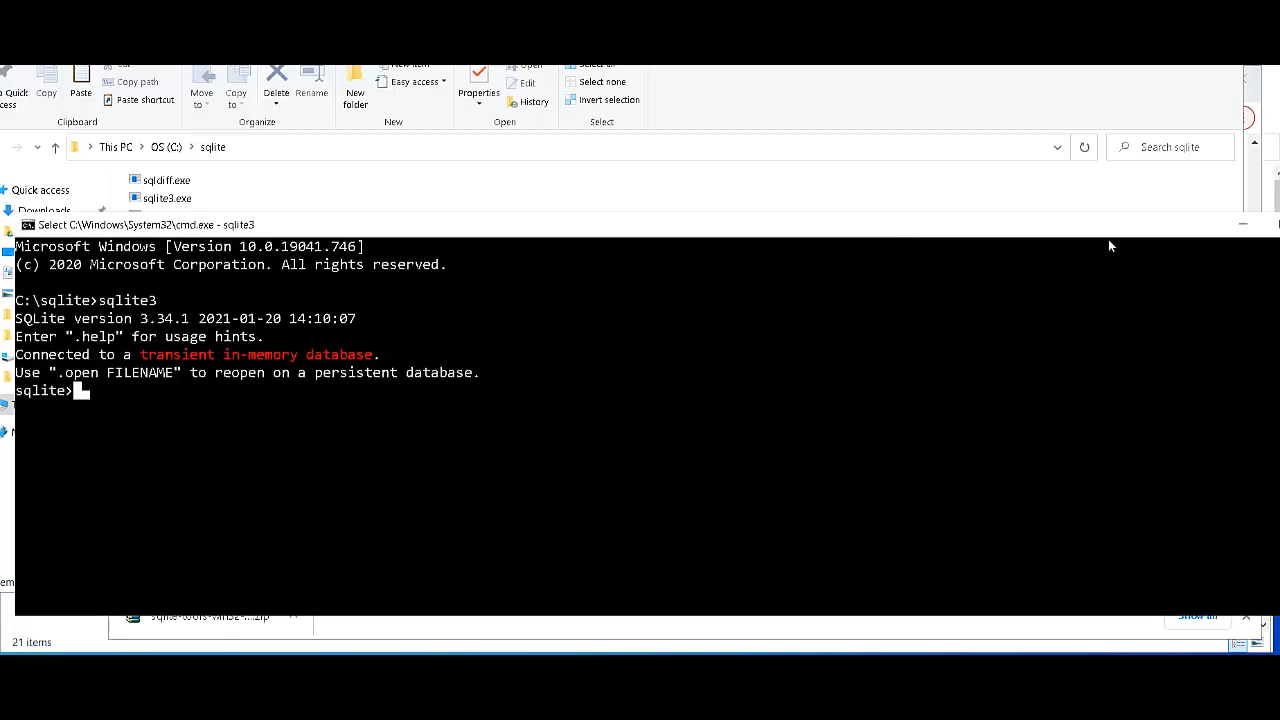 Copy path
Quick
access
Copy
Paste
Paste shortcut
Move to
Copy to
Delete
Rename
New folder
New item
Easy access
Properties
Open
Edit
History
Select all
Select none
Invert selection
Clipboard
Organize
New
Open
Select
This PC
OS (C:)
sqlite
Search sqlite
Quick access
Downloads
sqldiff.exe
sqlite3.exe
Select C:\Windows\System32\cmd.exe - sqlite3
Microsoft Windows [Version 10.0.19041.746]
(c) 2020 Microsoft Corporation. All rights reserved.
C:\sqlite>sqlite3
SQLite version 3.34.1 2021-01-20 14:10:07
Enter ".help" for usage hints.
Connected to a transient in-memory database.
Use ".open FILENAME" to reopen on a persistent database.
sqlite>
sqlite-tools-win32-....zip
Show all
21 items